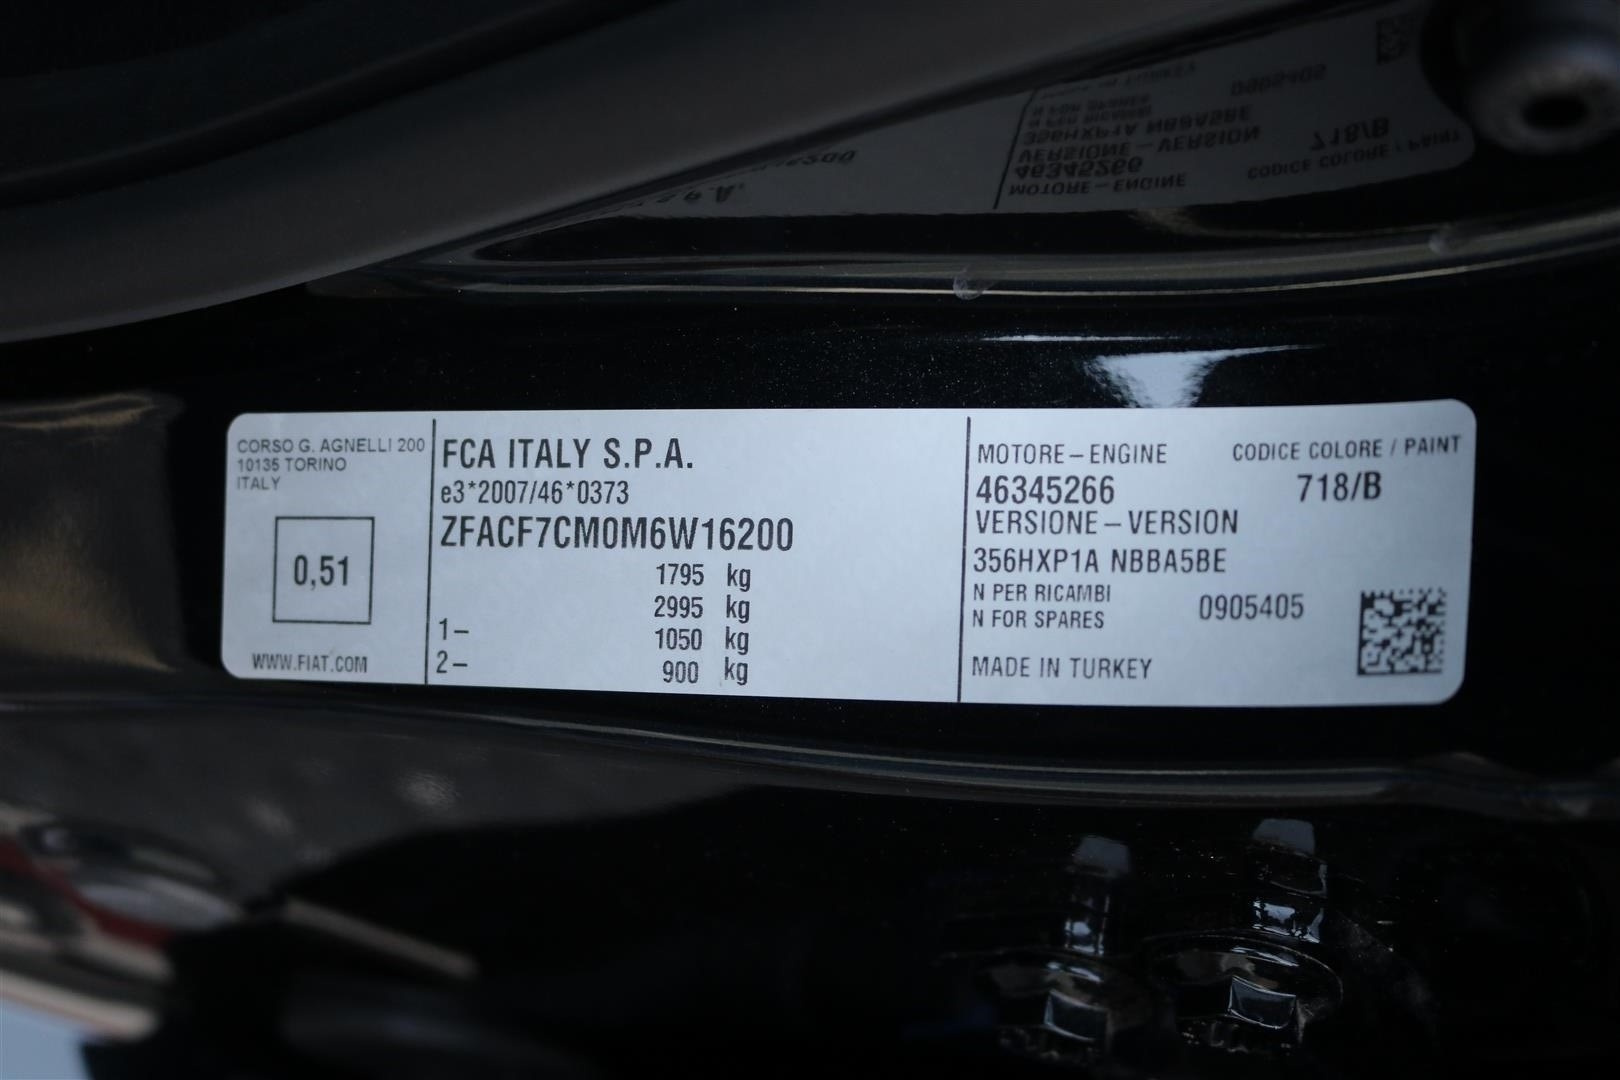 CORSO G. AGNELLI 200
10135 TORINO
ITALY
0,51
WWW.FIAT.COM
FCA ITALY S.P.A.
e3*2007/46*0373
ZFACF7CM0M6W16200
1795 kg
2995 kg
1– 1050 kg
2– 900 kg
MOTORE – ENGINE
46345266
CODICE COLORE / PAINT
718/B
VERSIONE – VERSION
356HXP1A NBBA5BE
N PER RICAMBI
N FOR SPARES
0905405
MADE IN TURKEY